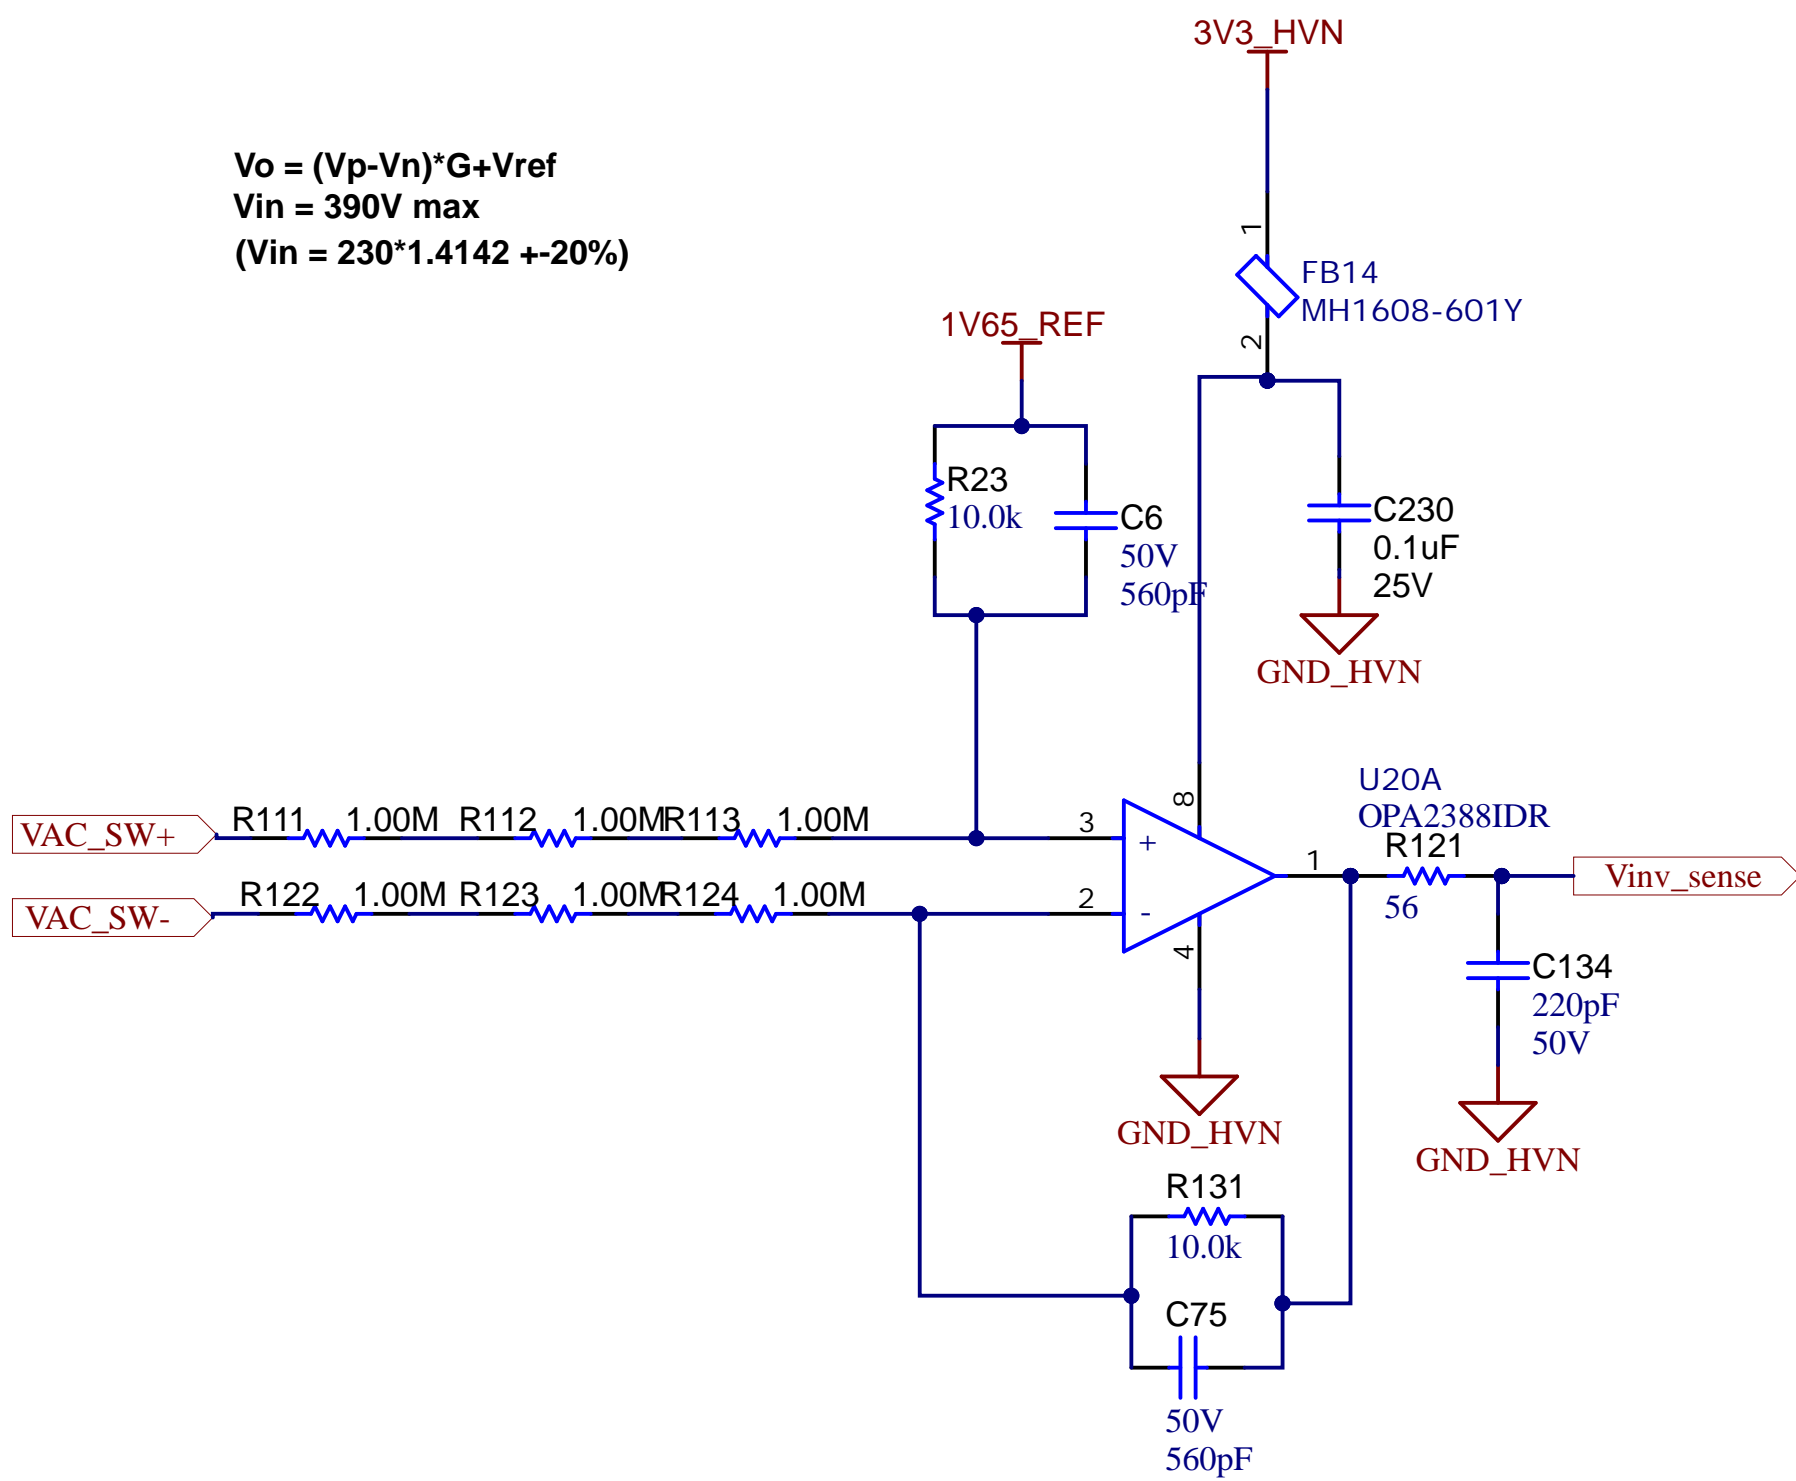 3V3_HVN
Vo = (Vp-Vn)*G+Vref
Vin = 390V max
(Vin = 230*1.4142 +-20%)
1
FB14
MH1608-601Y
2
1V65_REF
R23
10.0k
C6
50V
560pF
C230
0.1uF
25V
GND_HVN
VAC_SW+
R111 1.00M R112 1.00M R113 1.00M
3
+
8
U20A
OPA2388IDR
VAC_SW-
R122 1.00M R123 1.00M R124 1.00M
2
-
4
1
R121
56
Vinv_sense
C134
220pF
50V
GND_HVN
GND_HVN
R131
10.0k
C75
50V
560pF